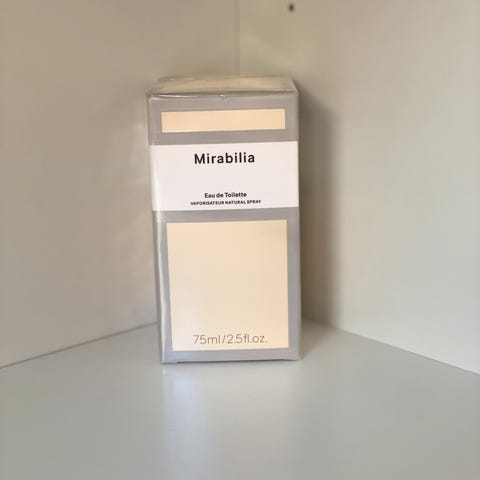 Mirabilia
Eau de Toilette
VAPORISATEUR NATURAL SPRAY
75ml/2.5fl.oz.